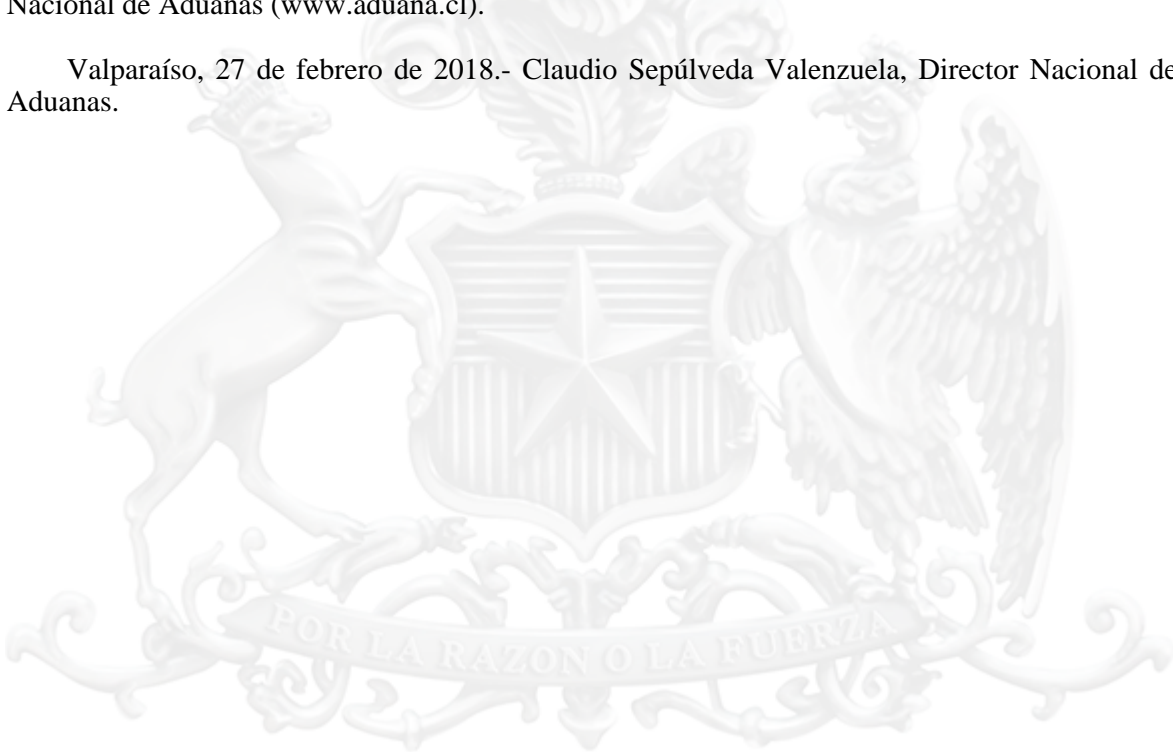 Nacional de Aduanas (www.aduana.cl).
Valparaíso, 27 de febrero de 2018.- Claudio Sepúlveda Valenzuela, Director Nacional de
Aduanas.
POR LA RAZON O LA FUERZA